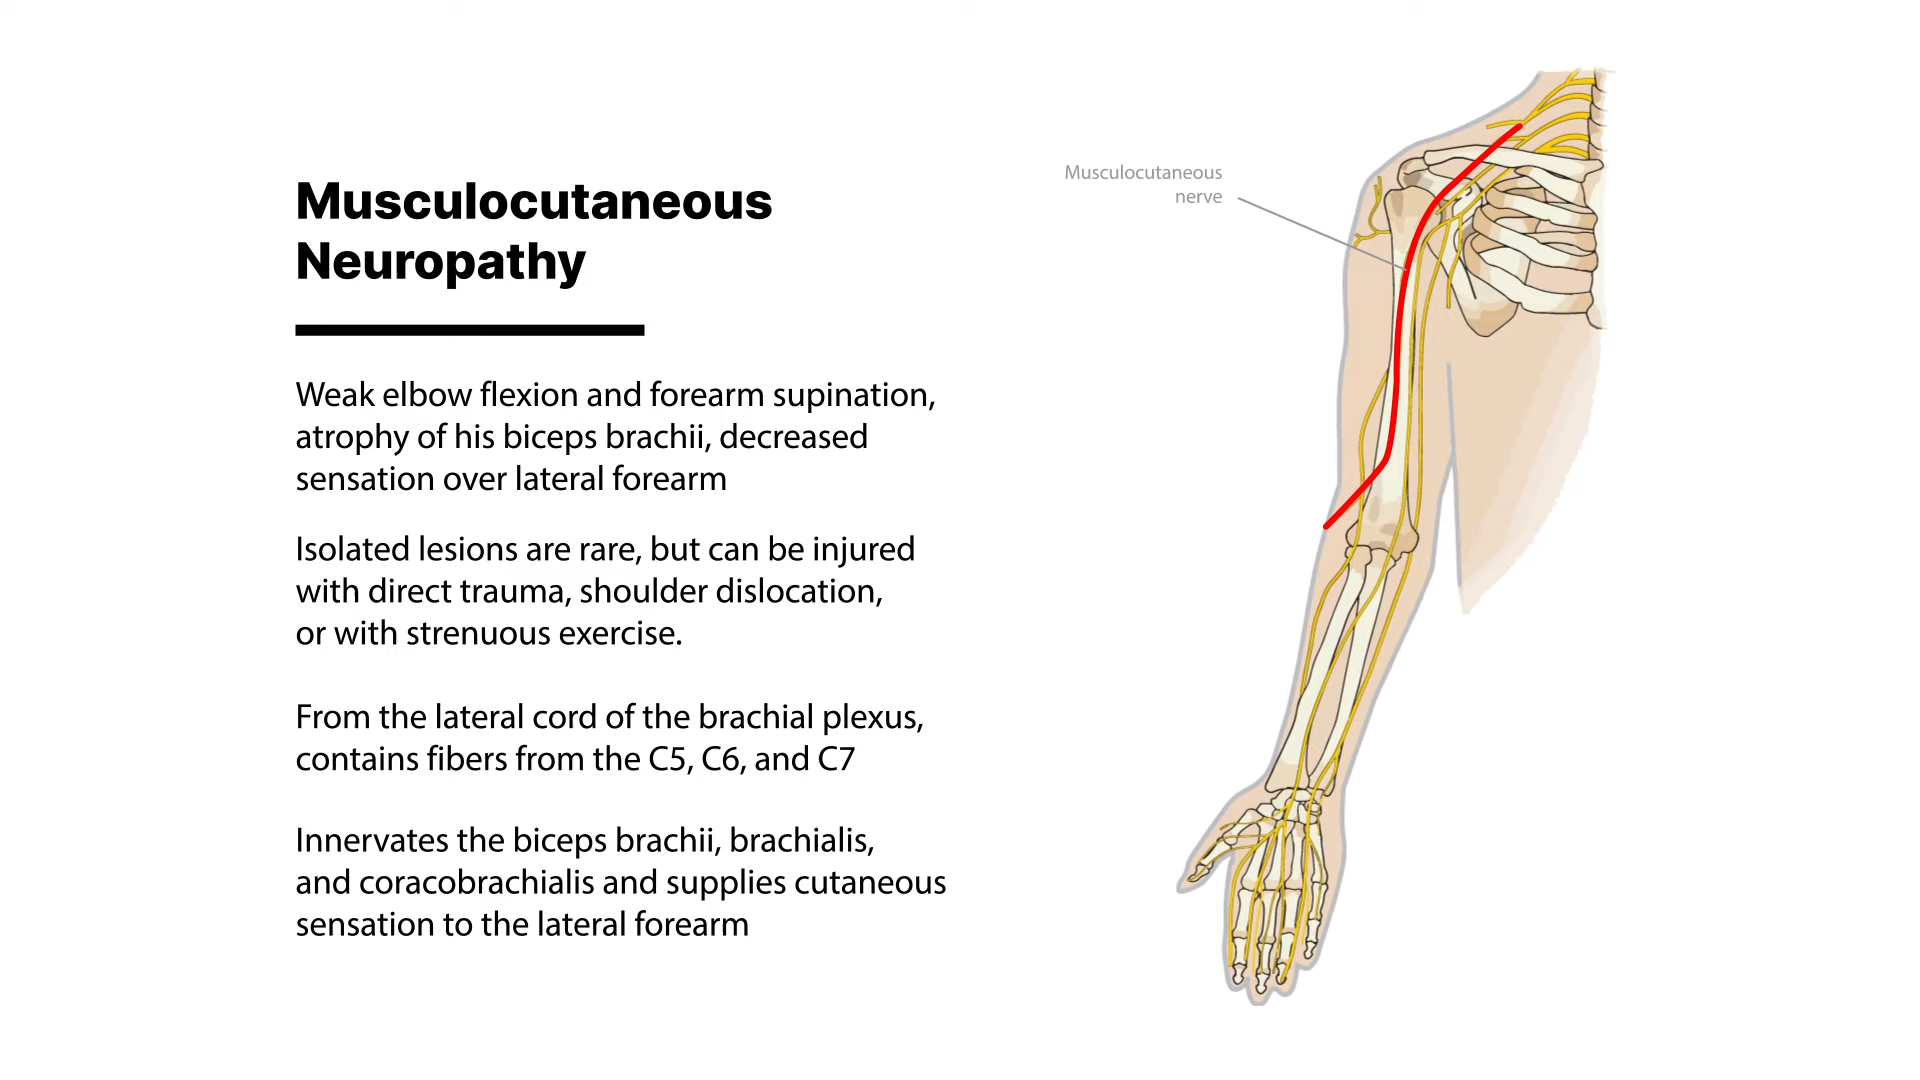 Musculocutaneous
Neuropathy
Weak elbow flexion and forearm supination,
atrophy of his biceps brachii, decreased
sensation over lateral forearm
Isolated lesions are rare, but can be injured
with direct trauma, shoulder dislocation,
or with strenuous exercise.
From the lateral cord of the brachial plexus,
contains fibers from the C5, C6, and C7
Innervates the biceps brachii, brachialis,
and coracobrachialis and supplies cutaneous
sensation to the lateral forearm
Musculocutaneous
nerve